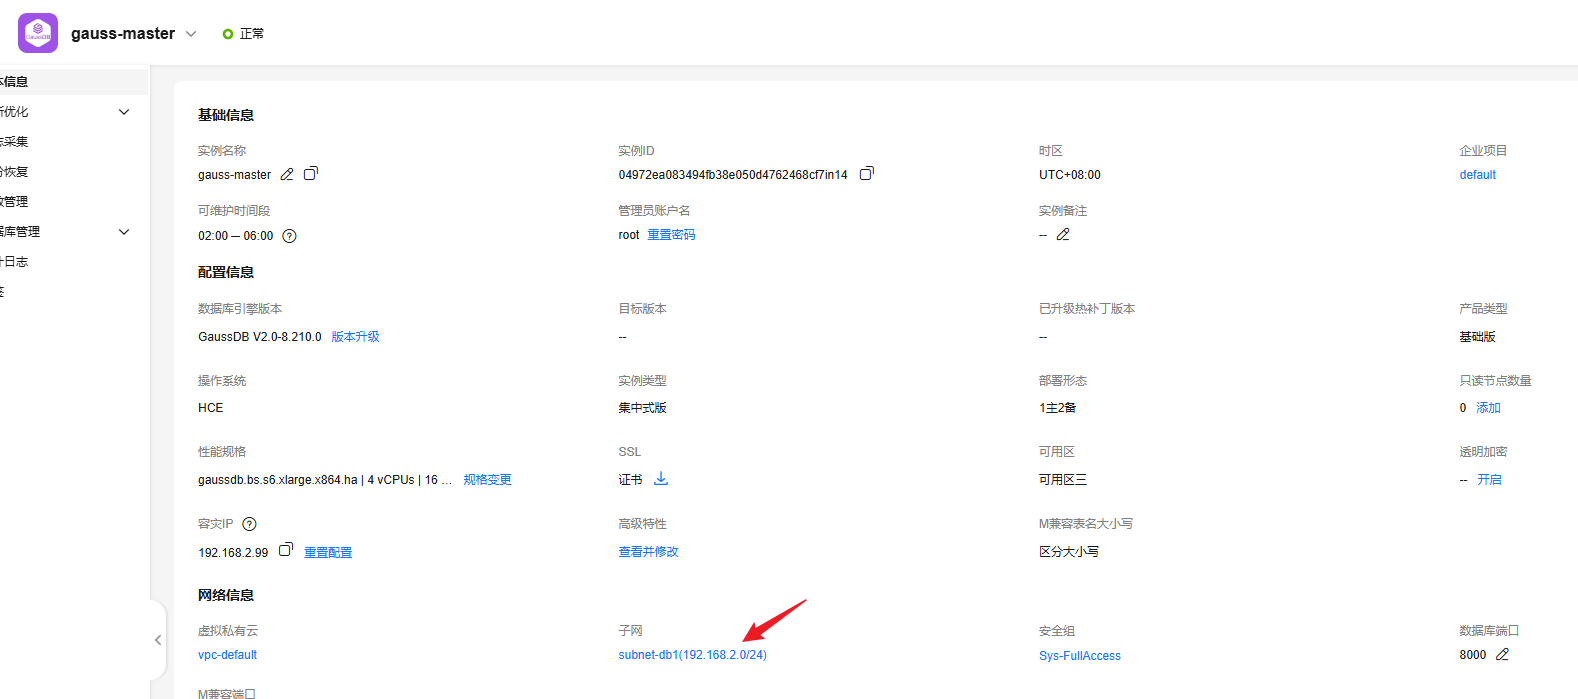 gauss-master
正常
本信息
优化
采集
恢复
管理
据库管理
日志
基础信息
实例名称
实例ID
时区
企业项目
gauss-master
04972ea083494fb38e050d4762468cf7in14
UTC+08:00
default
可维护时间段
管理员账户名
实例备注
02:00 — 06:00
root 重置密码
--
配置信息
数据库引擎版本
目标版本
已升级热补丁版本
产品类型
GaussDB V2.0-8.210.0 版本升级
--
--
基础版
操作系统
实例类型
部署形态
只读节点数量
HCE
集中式版
1主2备
0 添加
性能规格
SSL
可用区
透明加密
gaussdb.bs.s6.xlarge.x864.ha | 4 vCPUs | 16 ... 规格变更
证书
可用区三
-- 开启
容灾IP
高级特性
M兼容表名大小写
192.168.2.99 重置配置
查看并修改
区分大小写
网络信息
虚拟私有云
子网
安全组
数据库端口
vpc-default
subnet-db1(192.168.2.0/24)
Sys-FullAccess
8000
M兼容端口